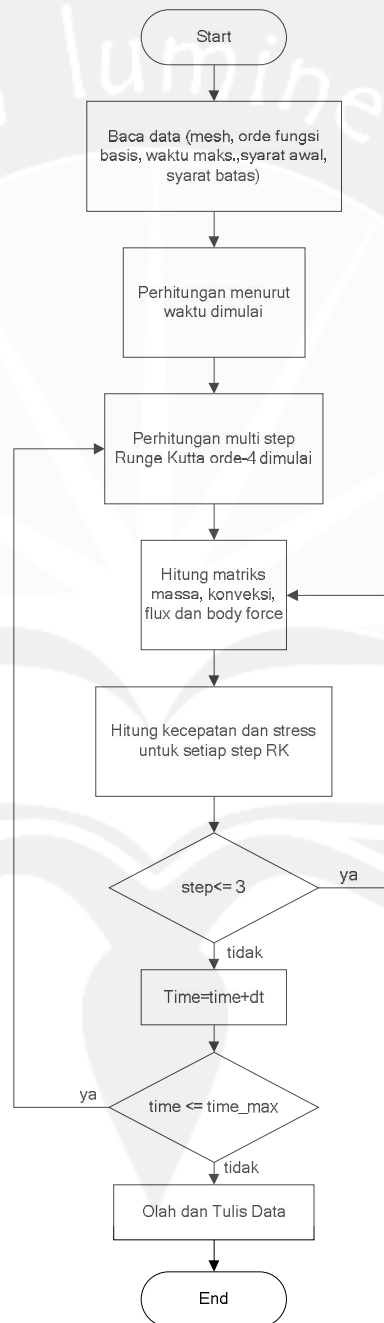 lumine
Start
Baca data (mesh, orde fungsi
basis, waktu maks.,syarat awal,
syarat batas)
Perhitungan menurut
waktu dimulai
Perhitungan multi step
Runge Kutta orde-4 dimulai
Hitung matriks
massa, konveksi,
flux dan body force
Hitung kecepatan dan stress
untuk setiap step RK
step<= 3
ya
tidak
Time=time+dt
ya
time <= time_max
tidak
Olah dan Tulis Data
End